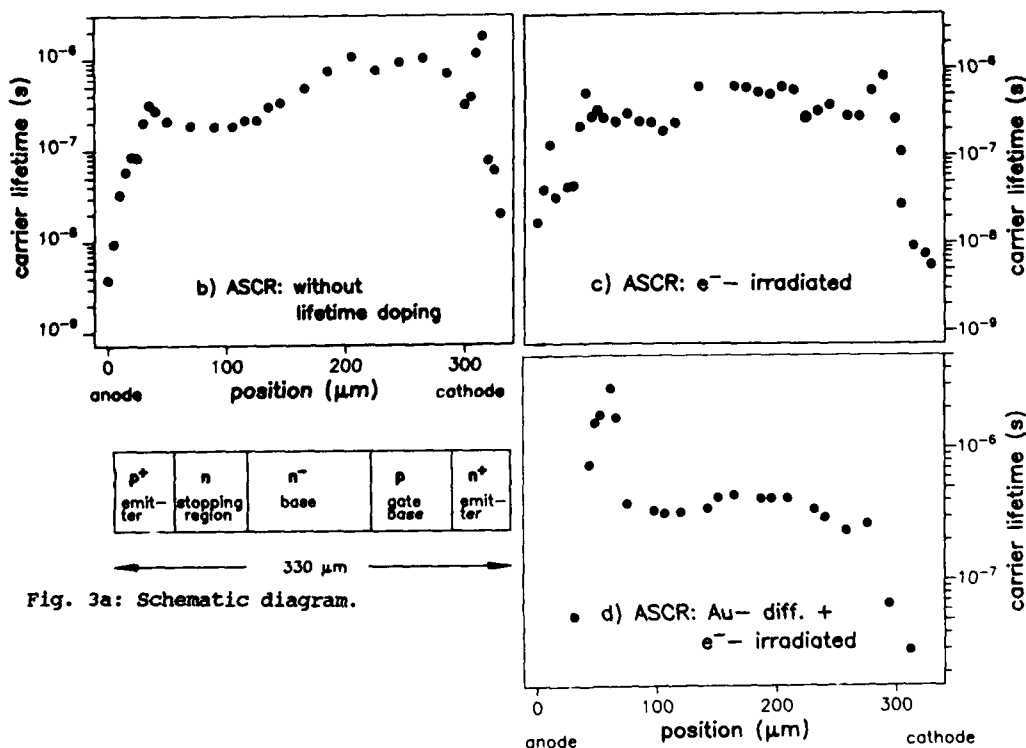 carrier lifetime (s)
10⁻⁶
10⁻⁷
10⁻⁸
10⁻⁹
b) ASCR: without
lifetime doping
0
100
200
300
anode
position (μm)
cathode
c) ASCR: e⁻– irradiated
10⁻⁶
10⁻⁷
10⁻⁸
10⁻⁹
carrier lifetime (s)
p⁺
emit-
ter
n
stopping
region
n⁻
base
p
gate
base
n⁺
emitter
330 μm
Fig. 3a: Schematic diagram.
d) ASCR: Au– diff. +
e⁻– irradiated
10⁻⁶
10⁻⁷
carrier lifetime (s)
0
100
200
300
anode
position (μm)
cathode